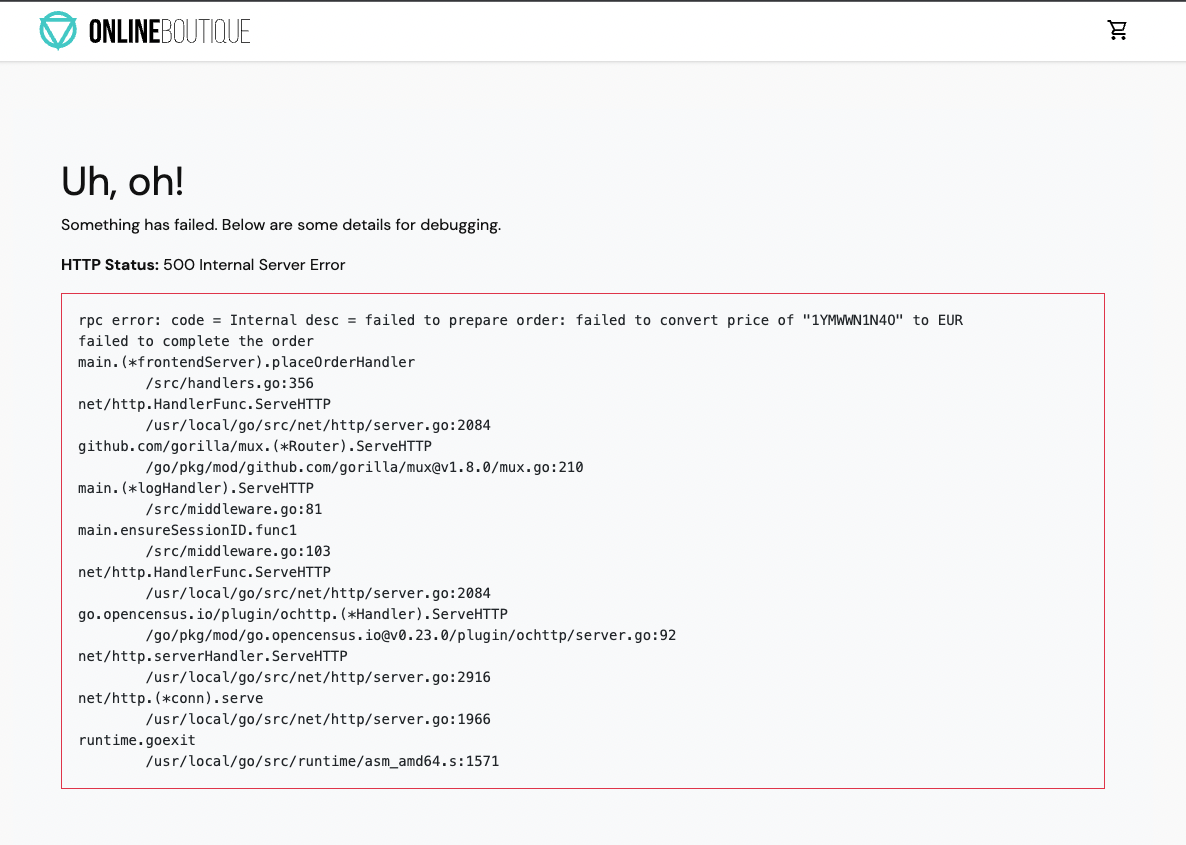 ONLINEBOUTIQUE
Uh, oh!
Something has failed. Below are some details for debugging.
HTTP Status: 500 Internal Server Error
rpc error: code = Internal desc = failed to prepare order: failed to convert price of "1YMWWN1N4O" to EUR
failed to complete the order
main.(*frontendServer).placeOrderHandler
        /src/handlers.go:356
net/http.HandlerFunc.ServeHTTP
        /usr/local/go/src/net/http/server.go:2084
github.com/gorilla/mux.(*Router).ServeHTTP
        /go/pkg/mod/github.com/gorilla/mux@v1.8.0/mux.go:210
main.(*logHandler).ServeHTTP
        /src/middleware.go:81
main.ensureSessionID.func1
        /src/middleware.go:103
net/http.HandlerFunc.ServeHTTP
        /usr/local/go/src/net/http/server.go:2084
go.opencensus.io/plugin/ochttp.(*Handler).ServeHTTP
        /go/pkg/mod/go.opencensus.io@v0.23.0/plugin/ochttp/server.go:92
net/http.serverHandler.ServeHTTP
        /usr/local/go/src/net/http/server.go:2916
net/http.(*conn).serve
        /usr/local/go/src/net/http/server.go:1966
runtime.goexit
        /usr/local/go/src/runtime/asm_amd64.s:1571